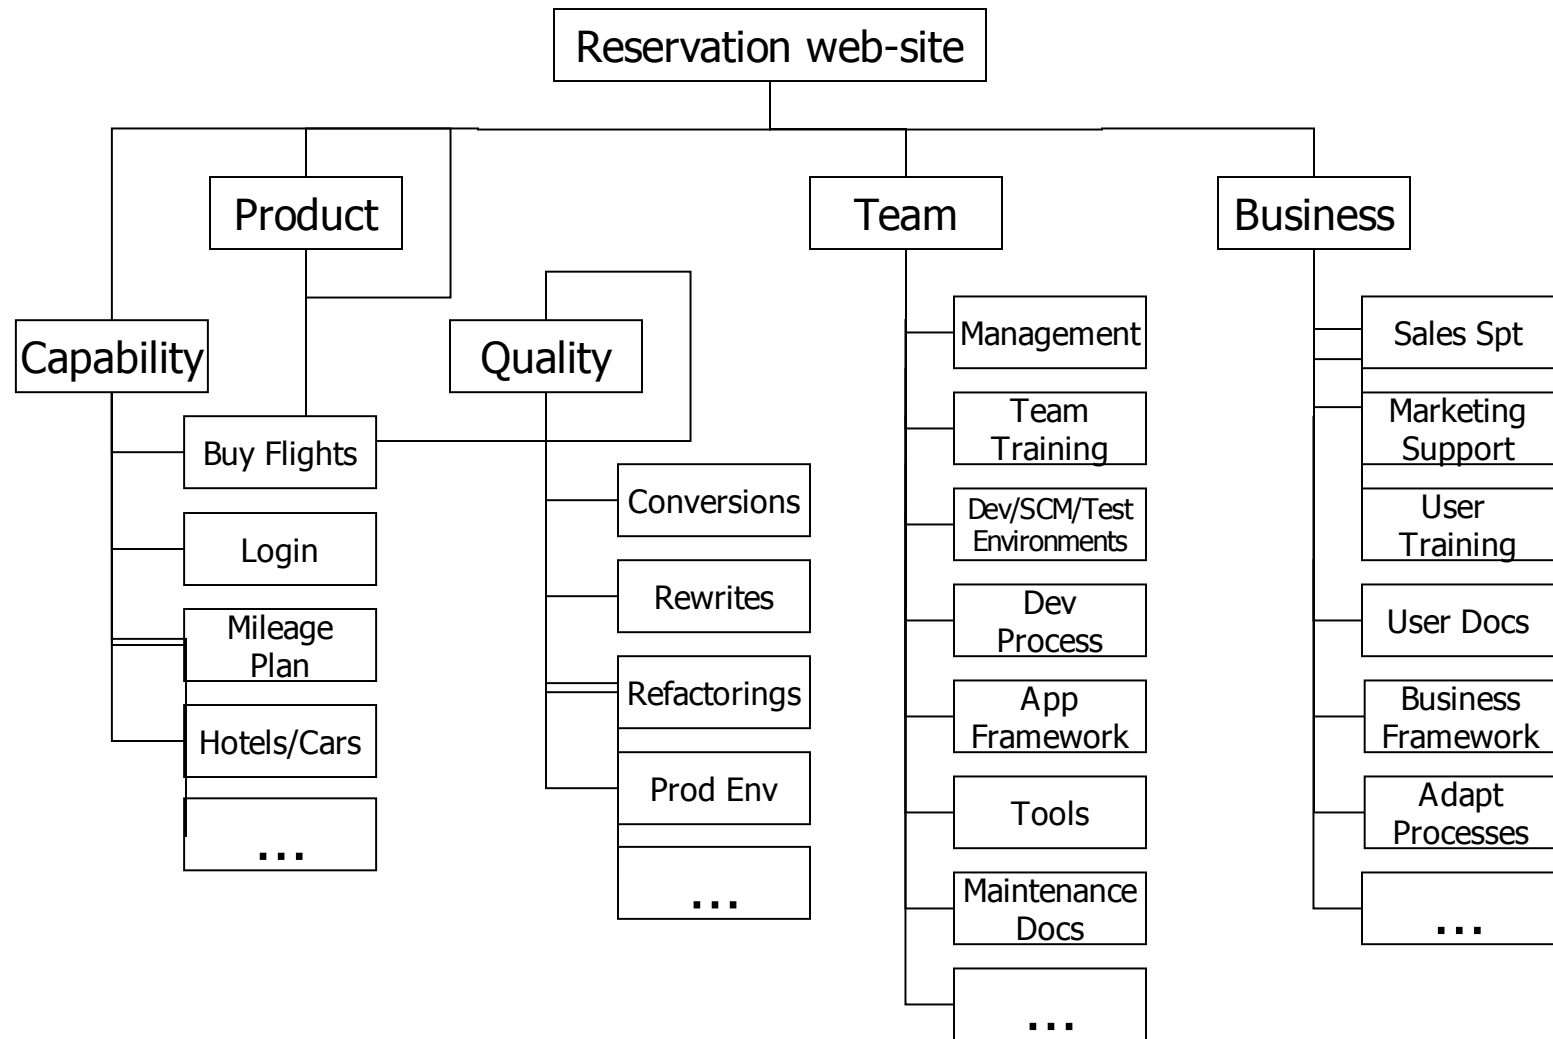 Reservation web-site
Product
Team
Business
Capability
Quality
Buy Flights
Login
Mileage
Plan
Hotels/Cars
...
Conversions
Rewrites
Refactorings
Prod Env
...
Management
Team
Training
Dev/SCM/Test
Environments
Dev
Process
App
Framework
Tools
Maintenance
Docs
...
Sales Spt
Marketing
Support
User
Training
User Docs
Business
Framework
Adapt
Processes
...